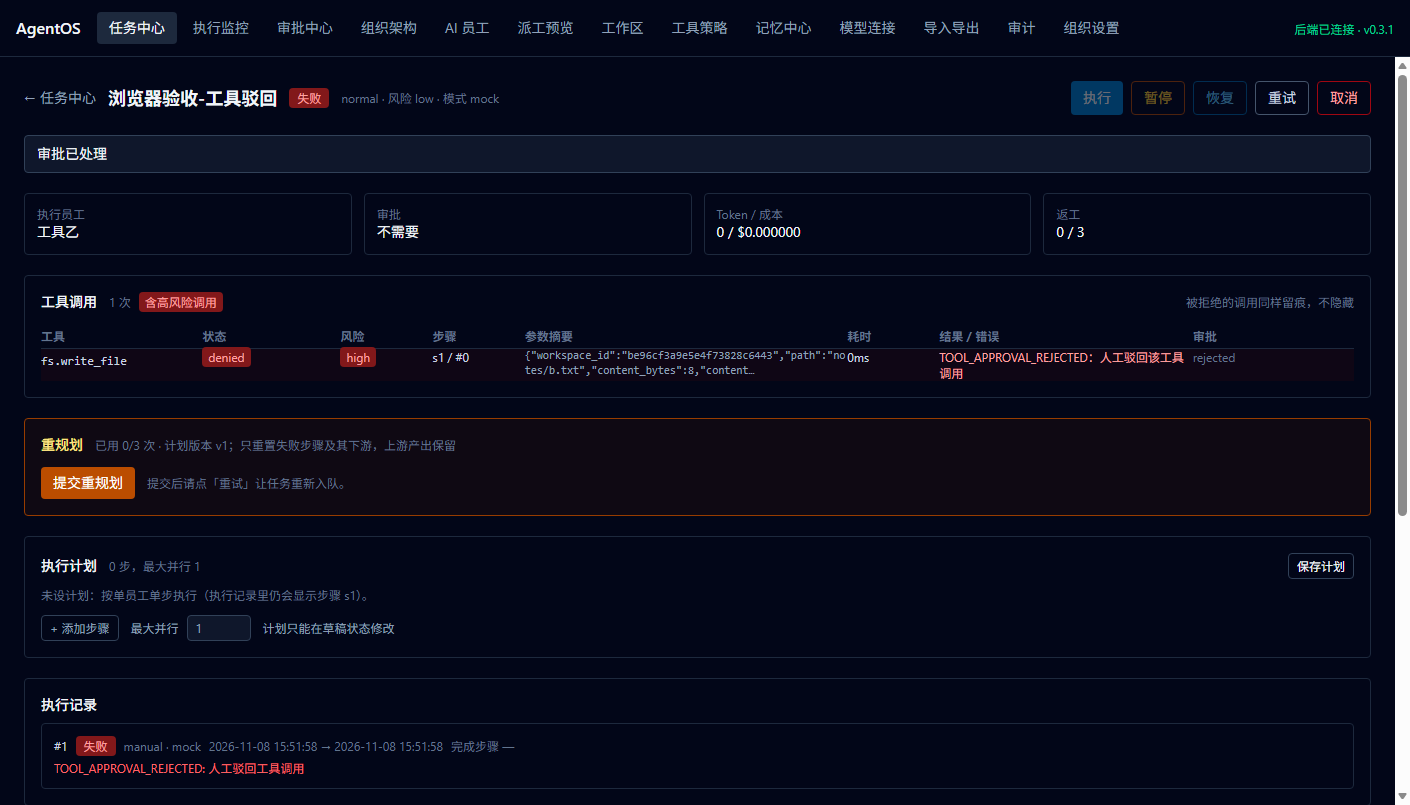 AgentOS 任务中心 执行监控 审批中心 组织架构 AI 员工 派工预览 工作区 工具策略 记忆中心 模型连接 导入导出 审计 组织设置 后端已连接 · v0.3.1
← 任务中心 浏览器验收-工具驳回 失败 normal · 风险 low · 模式 mock 执行 暂停 恢复 重试 取消
审批已处理
执行员工 审批 Token / 成本 返工
工具乙 不需要 0 / $0.000000 0 / 3
工具调用 1 次 含高风险调用 被拒绝的调用同样留痕，不隐藏
工具 状态 风险 步骤 参数摘要 耗时 结果 / 错误 审批
fs.write_file denied high s1 / #0 {"workspace_id":"be96cf3a9e5e4f73828c6443","path":"no 0ms TOOL_APPROVAL_REJECTED：人工驳回该工具 rejected
tes/b.txt","content_bytes":8,"content… 调用
重规划 已用 0/3 次 · 计划版本 v1；只重置失败步骤及其下游，上游产出保留
提交重规划 提交后请点「重试」让任务重新入队。
执行计划 0 步，最大并行 1 保存计划
未设计划：按单员工单步执行（执行记录里仍会显示步骤 s1）。
+ 添加步骤 最大并行 1 计划只能在草稿状态修改
执行记录
#1 失败 manual · mock 2026-11-08 15:51:58 → 2026-11-08 15:51:58 完成步骤 —
TOOL_APPROVAL_REJECTED: 人工驳回工具调用